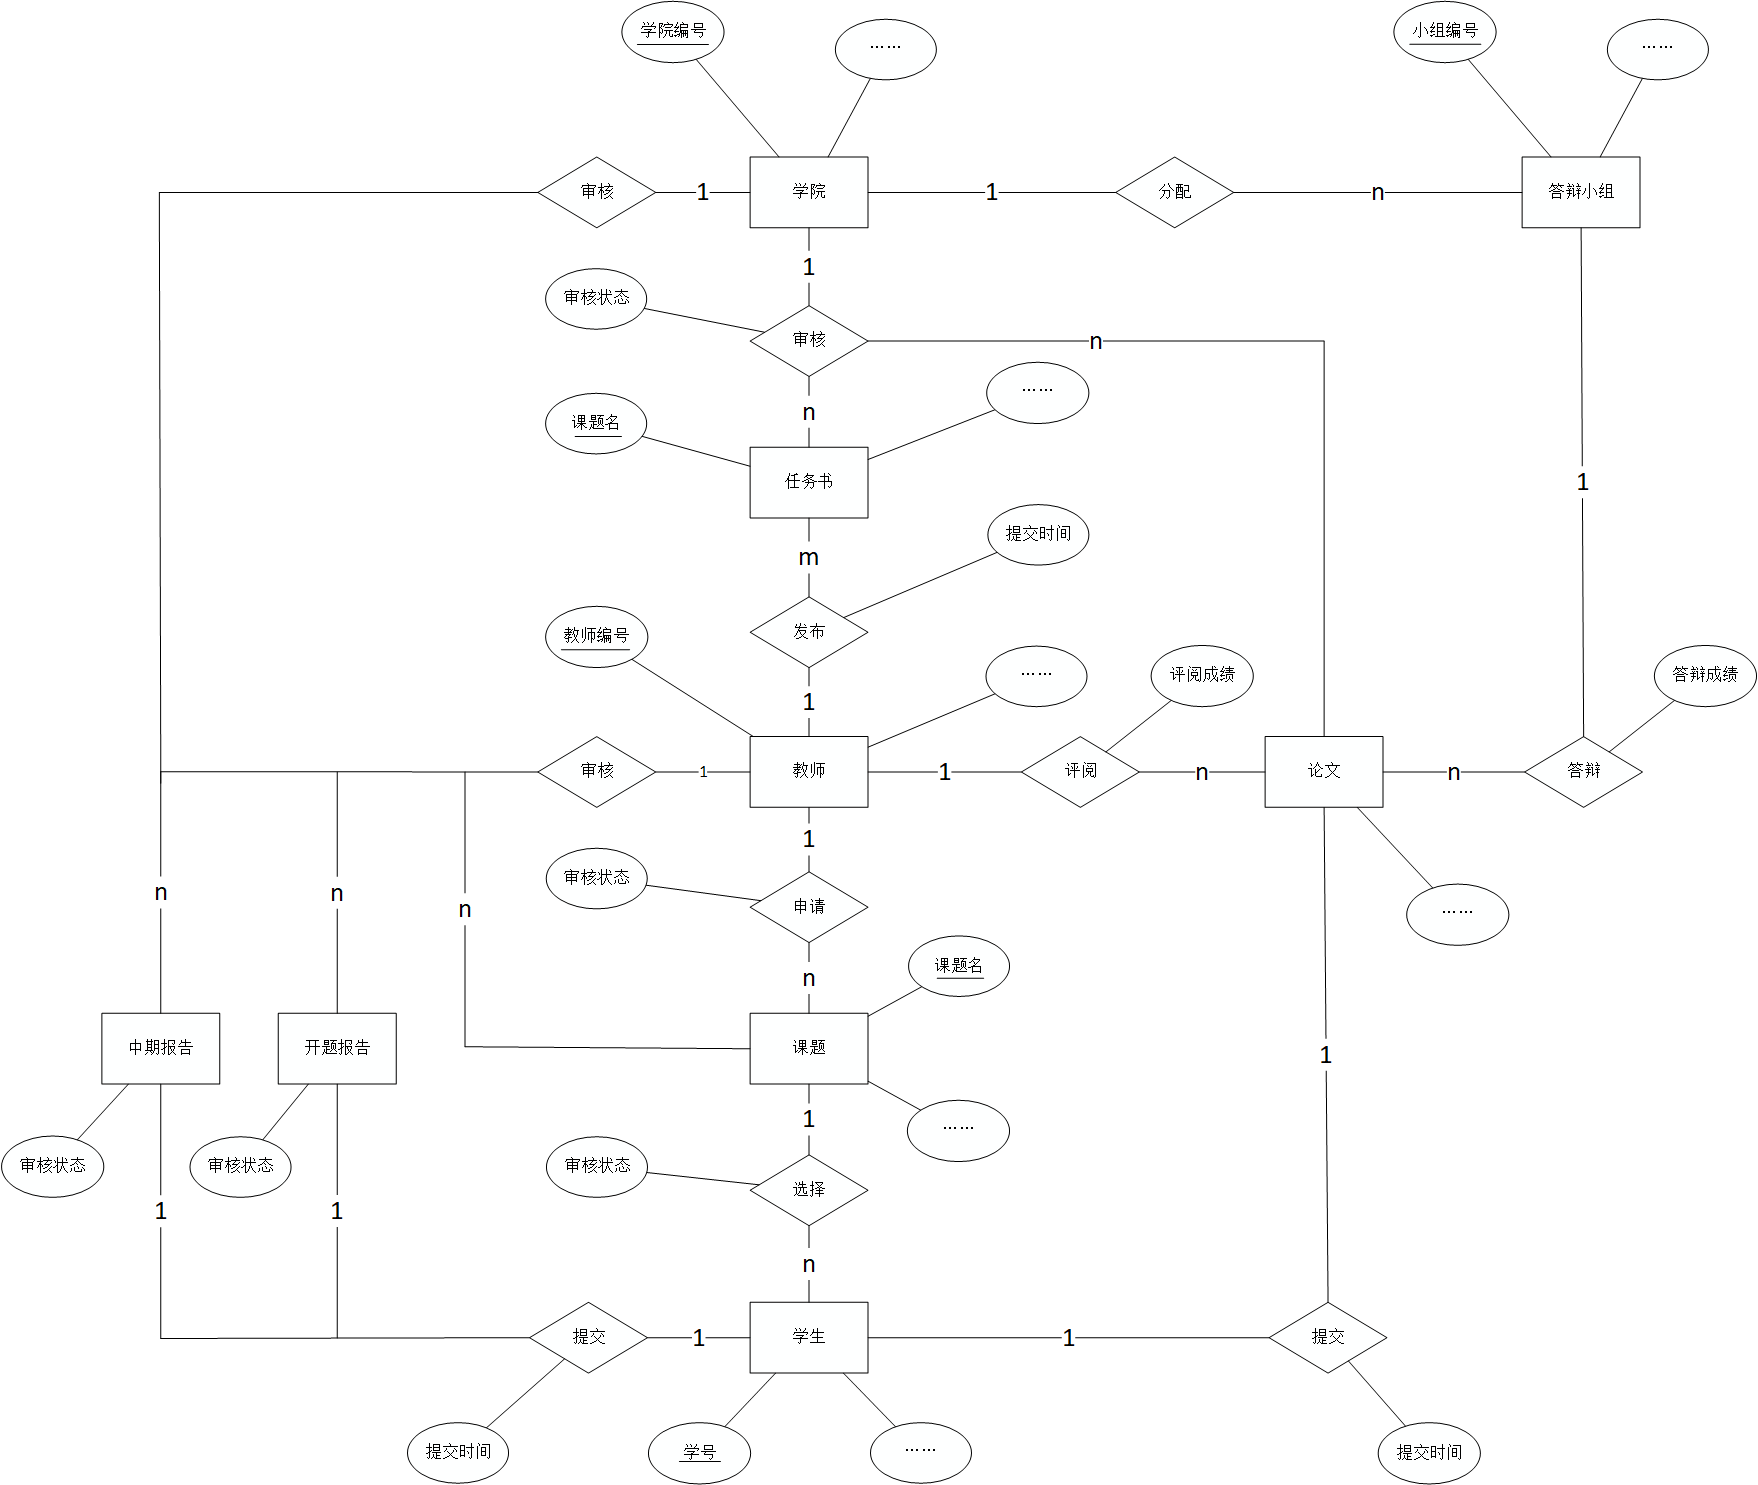 学院编号
……
小组编号
……
审核
1
学院
1
分配
n
答辩小组
1
审核状态
审核
n
n
……
课题名
任务书
1
提交时间
m
发布
教师编号
……
评阅成绩
答辩成绩
1
审核
1
教师
1
评阅
n
论文
n
答辩
1
审核状态
n
n
n
申请
……
课题名
n
中期报告
开题报告
课题
1
1
……
审核状态
审核状态
审核状态
选择
1
1
n
提交
1
学生
1
提交
提交时间
学号
……
提交时间